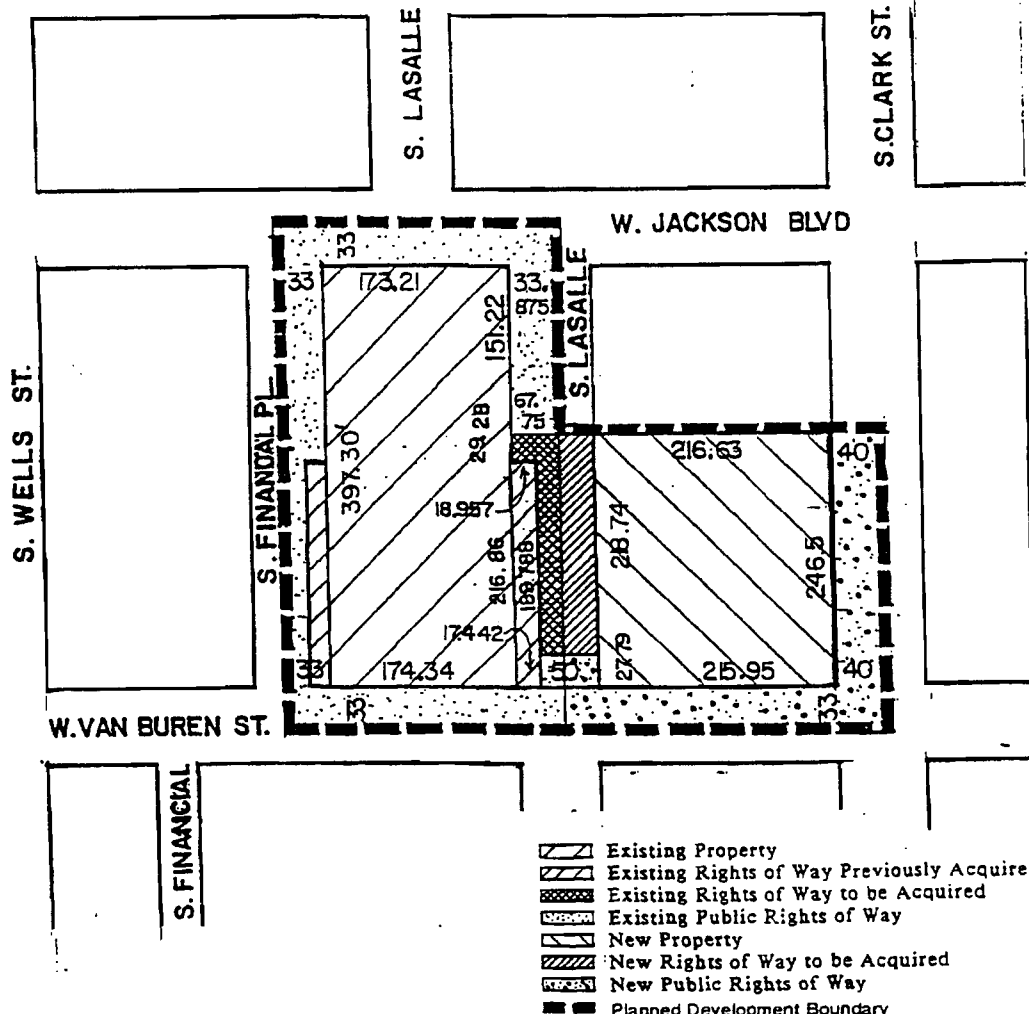 S. LASALLE
S. CLARK ST.
W. JACKSON BLVD
33
33
173.21
33.
875
S. LASALLE
151.22
67.
75
S. WELLS ST.
S. FINANCIAL PL
397.30'
29.28
216.63
40
18.957
218.74
246.5
216.86
189.788
17.442
33
174.34
50
27.79
215.95
40
33
33
W. VAN BUREN ST.
S. FINANCIAL
Existing Property
Existing Rights of Way Previously Acquire
Existing Rights of Way to be Acquired
Existing Public Rights of Way
New Property
New Rights of Way to be Acquired
New Public Rights of Way
Planned Development Boundary